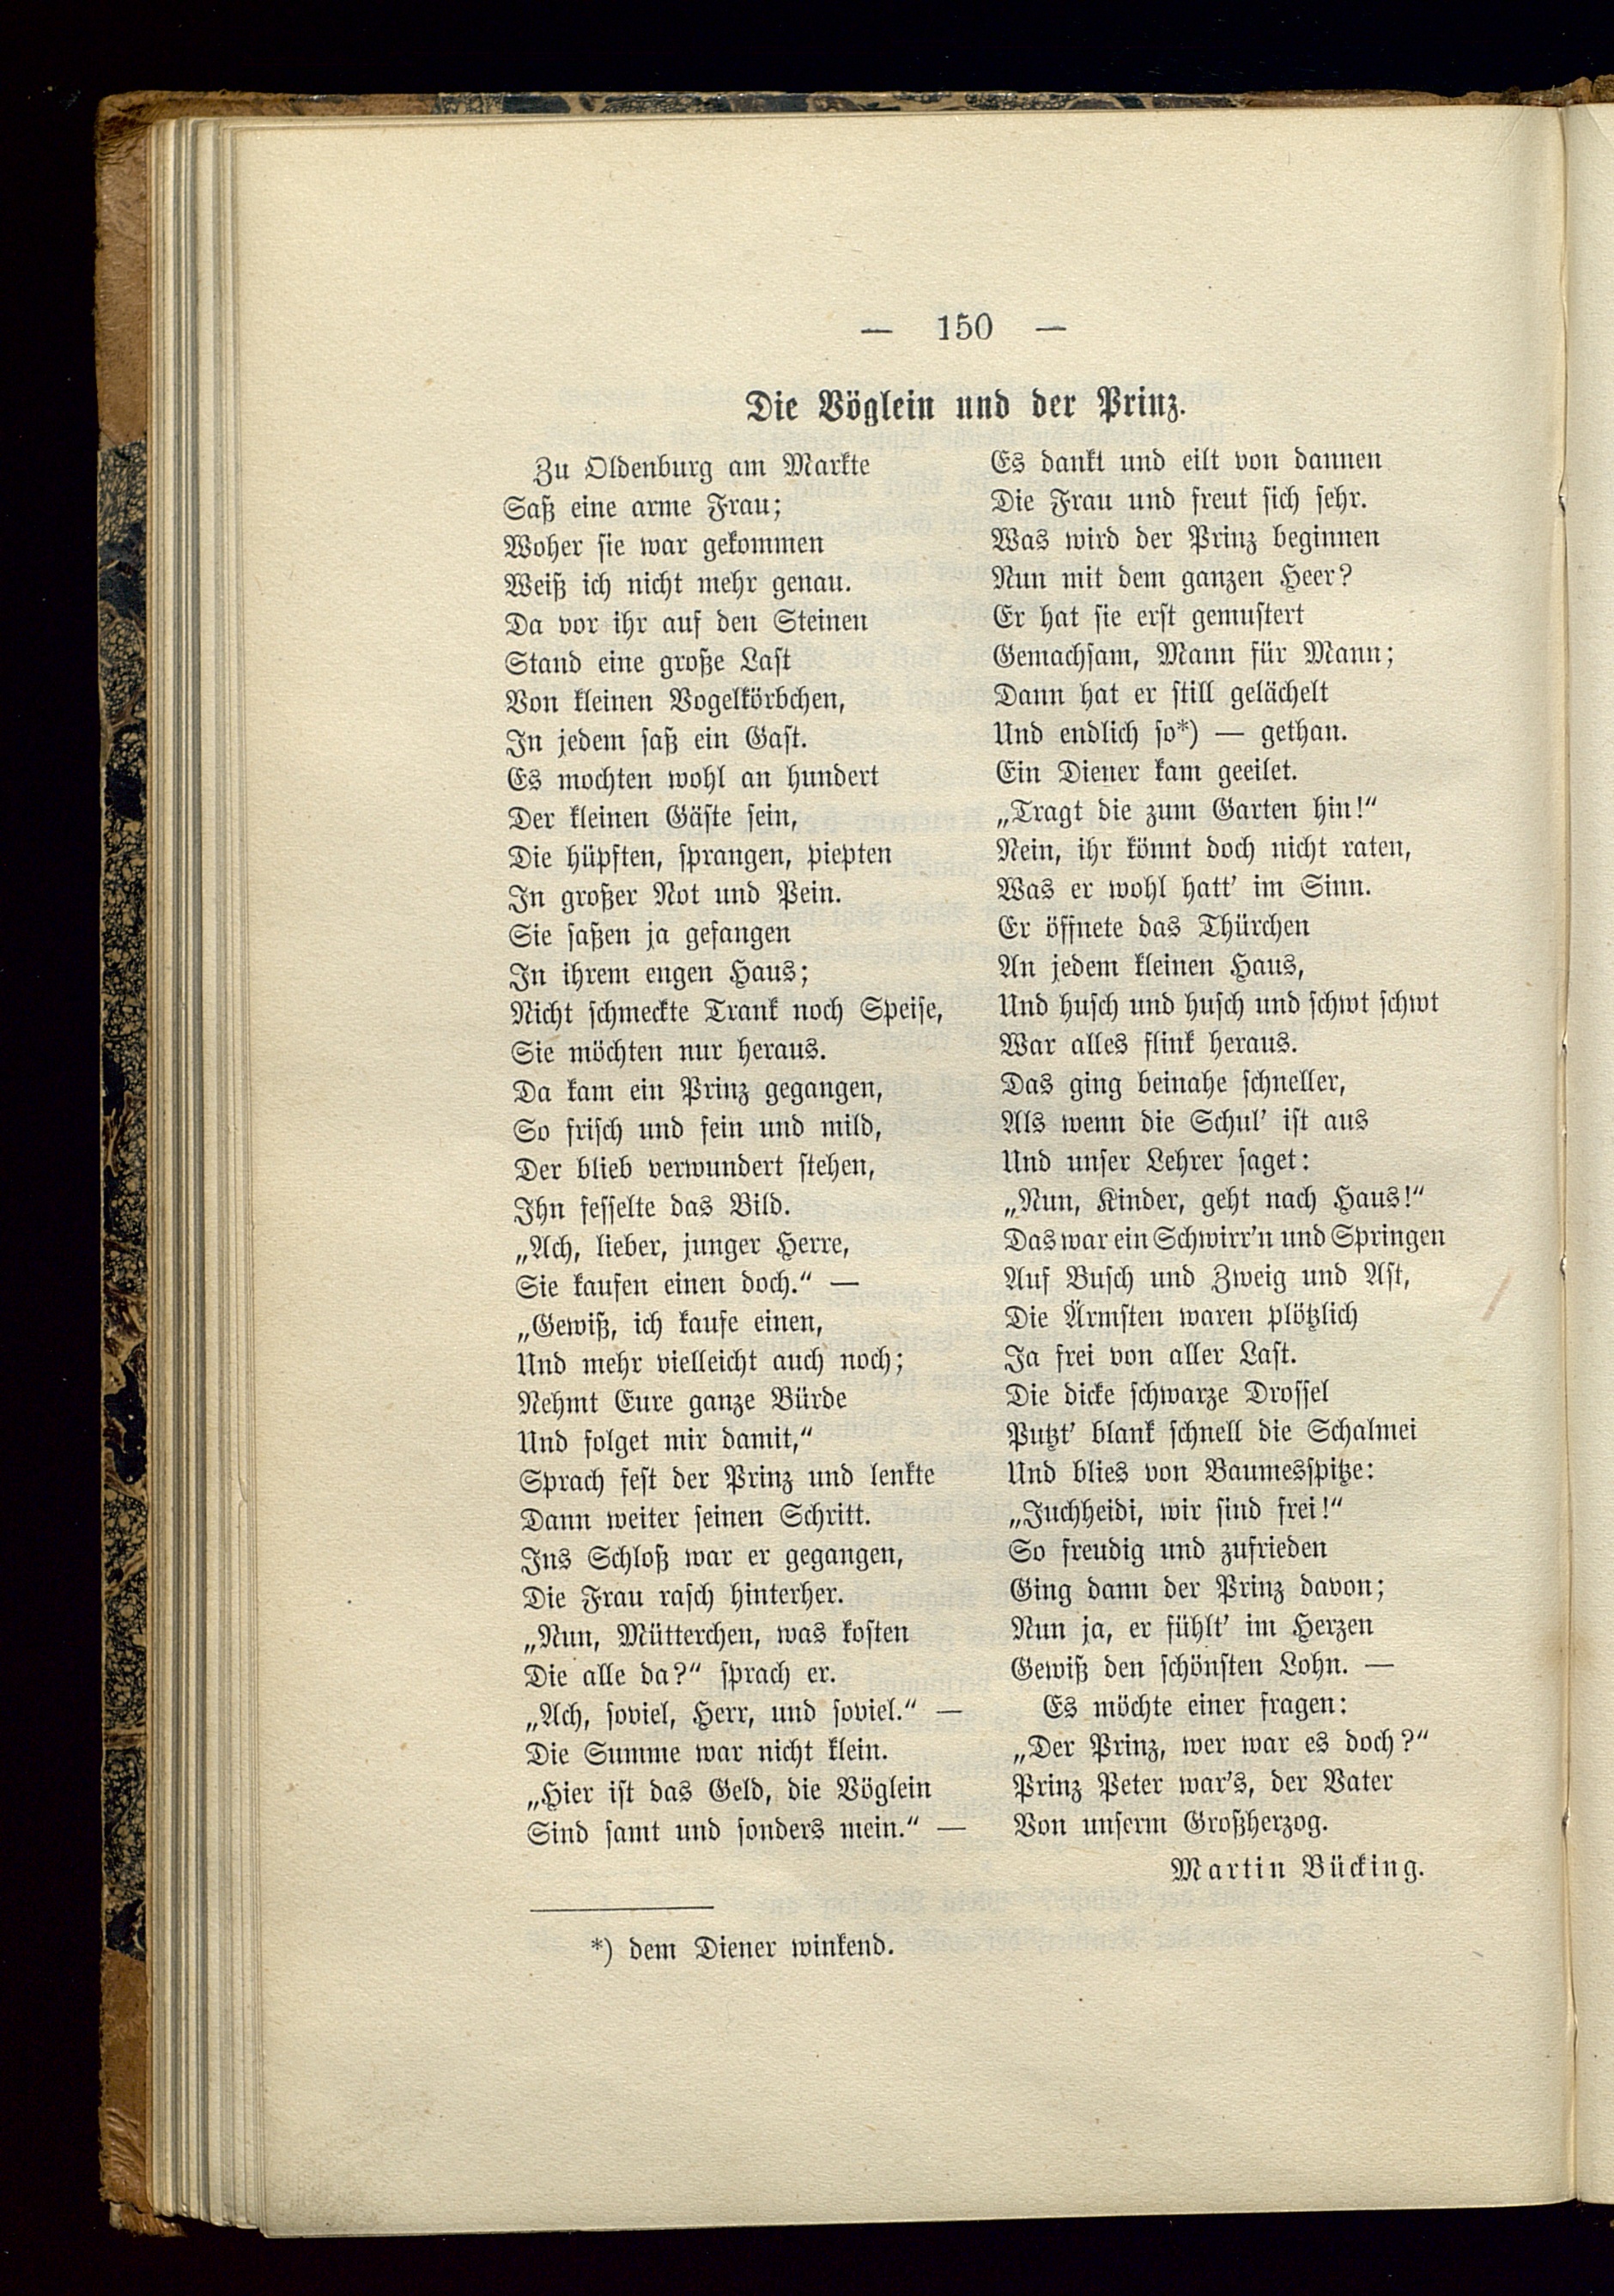 — 150 —
Die Vöglein und der Prinz.
Zu Oldenburg am Markte
Saß eine arme Frau;
Woher sie war gekommen
Weiß ich nicht mehr genau.
Da vor ihr auf den Steinen
Stand eine große Last
Von kleinen Vogelkörbchen,
In jedem saß ein Gast.
Es mochten wohl an hundert
Der kleinen Gäste sein,
Die hüpften, sprangen, piepten
In großer Not und Pein.
Sie saßen ja gefangen
In ihrem engen Haus;
Nicht schmeckte Trank noch Speise,
Sie möchten nur heraus.
Da kam ein Prinz gegangen,
So frisch und fein und mild,
Der blieb verwundert stehen,
Ihn fesselte das Bild.
„Ach, lieber, junger Herre,
Sie kaufen einen doch.“ —
„Gewiß, ich kaufe einen,
Und mehr vielleicht auch noch;
Nehmt Eure ganze Bürde
Und folget mir damit,“
Sprach fest der Prinz und lenkte
Dann weiter seinen Schritt.
Ins Schloß war er gegangen,
Die Frau rasch hinterher.
„Nun, Mütterchen, was kosten
Die alle da?“ sprach er.
„Ach, soviel, Herr, und soviel.“ —
Die Summe war nicht klein.
„Hier ist das Geld, die Vöglein
Sind samt und sonders mein.“ —
Es dankt und eilt von dannen
Die Frau und freut sich sehr.
Was wird der Prinz beginnen
Nun mit dem ganzen Heer?
Er hat sie erst gemustert
Gemachsam, Mann für Mann;
Dann hat er still gelächelt
Und endlich so*) — gethan.
Ein Diener kam geeilet.
„Tragt die zum Garten hin!“
Nein, ihr könnt doch nicht raten,
Was er wohl hatt' im Sinn.
Er öffnete das Thürchen
An jedem kleinen Haus,
Und husch und husch und schwt schwt
War alles flink heraus.
Das ging beinahe schneller,
Als wenn die Schul' ist aus
Und unser Lehrer saget:
„Nun, Kinder, geht nach Haus!“
Das war ein Schwirr'n und Springen
Auf Busch und Zweig und Ast,
Die Ärmsten waren plötzlich
Ja frei von aller Last.
Die dicke schwarze Drossel
Putzt' blank schnell die Schalmei
Und blies von Baumesspitze:
„Juchheidi, wir sind frei!“
So freudig und zufrieden
Ging dann der Prinz davon;
Nun ja, er fühlt' im Herzen
Gewiß den schönsten Lohn. —
Es möchte einer fragen:
„Der Prinz, wer war es doch?“
Prinz Peter war's, der Vater
Von unserm Großherzog.
Martin Bücking.
*) dem Diener winkend.